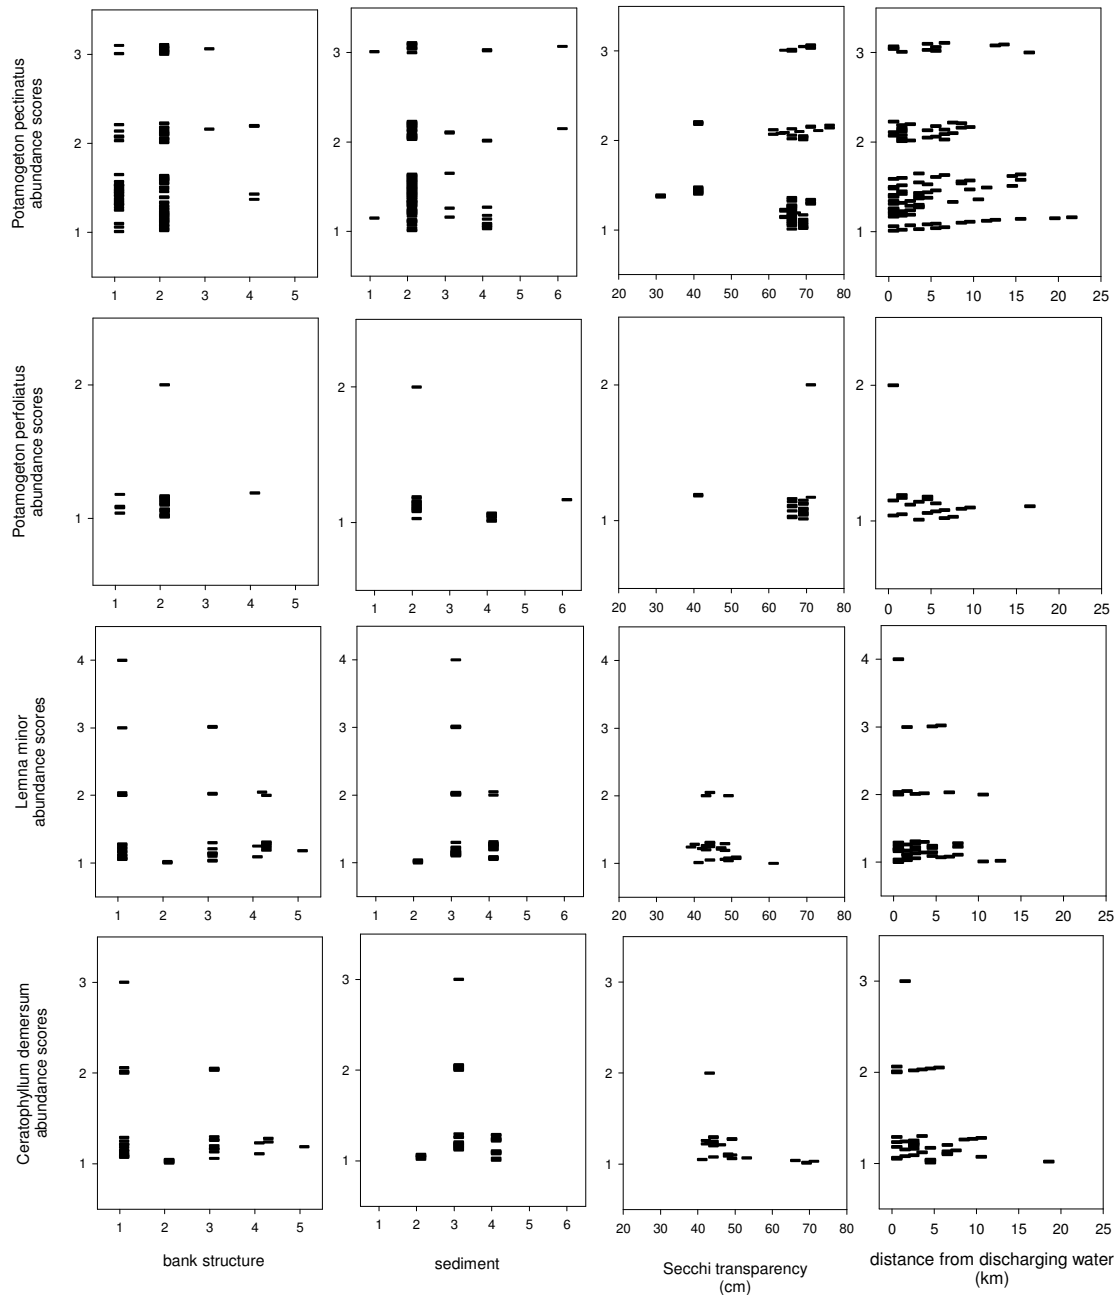 Potamogeton pectinatus
abundance scores
3
2
1
1 2 3 4 5
3
2
1
1 2 3 4 5 6
3
2
1
20 30 40 50 60 70 80
3
2
1
0 5 10 15 20 25
Potamogeton perfoliatus
abundance scores
2
1
1 2 3 4 5
2
1
1 2 3 4 5 6
2
1
20 30 40 50 60 70 80
2
1
0 5 10 15 20 25
Lemna minor
abundance scores
4
3
2
1
1 2 3 4 5
4
3
2
1
1 2 3 4 5 6
4
3
2
1
20 30 40 50 60 70 80
4
3
2
1
0 5 10 15 20 25
Ceratophyllum demersum
abundance scores
3
2
1
1 2 3 4 5
bank structure
3
2
1
1 2 3 4 5 6
sediment
3
2
1
20 30 40 50 60 70 80
Secchi transparency
(cm)
3
2
1
0 5 10 15 20 25
distance from discharging water
(km)